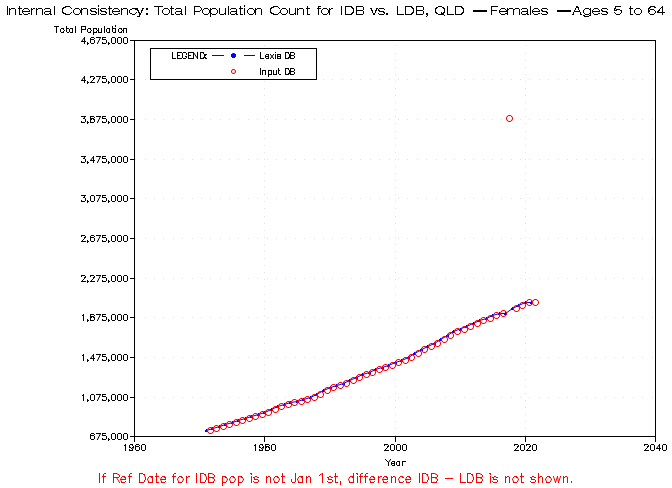 Internal Consistency: Total Population Count for IDB vs. LDB, QLD —Females —Ages 5 to 64
Total Population
4,675,000
LEGEND: Lexis DB
Input DB
4,275,000
3,875,000
3,475,000
3,075,000
2,675,000
2,275,000
1,875,000
1,475,000
1,075,000
675,000
1960 1980 2000 2020 2040
Year
If Ref Date for IDB pop is not Jan 1st, difference IDB – LDB is not shown.